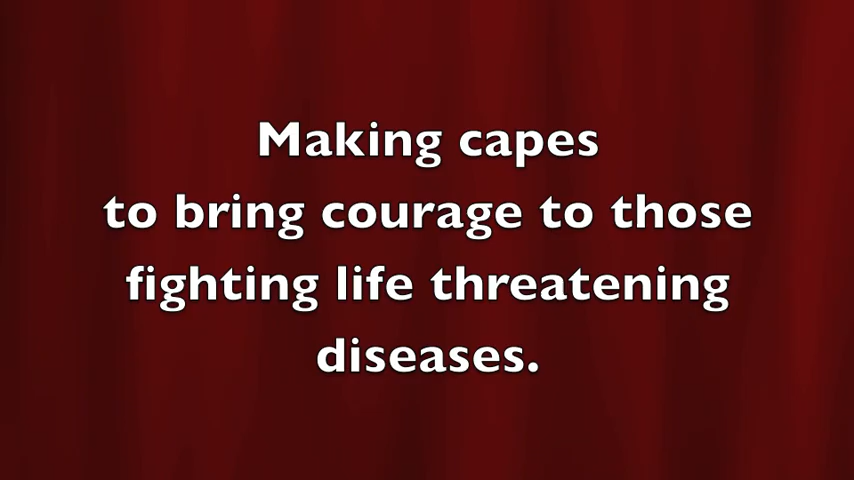 Making capes
to bring courage to those
fighting life threatening
diseases.